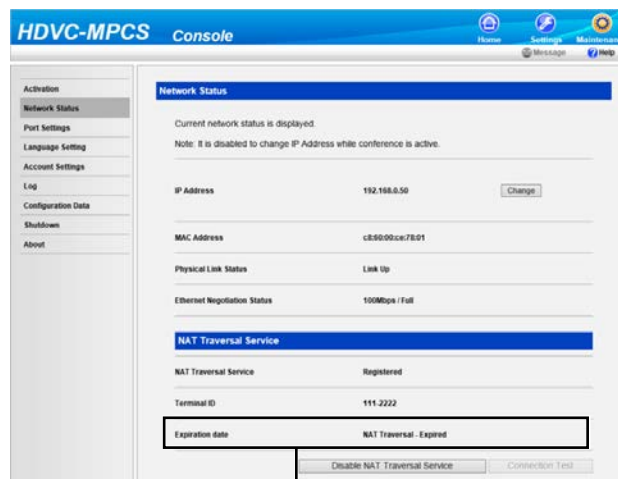 HDVC-MPCS Console
Home Settings Maintenan
Message Help
Activation
Network Status
Port Settings
Language Setting
Account Settings
Log
Configuration Data
Shutdown
About
Network Status
Current network status is displayed.
Note: It is disabled to change IP Address while conference is active.
IP Address 192.168.0.50 Change
MAC Address c8:60:00:ce:78:01
Physical Link Status Link Up
Ethernet Negotiation Status 100Mbps / Full
NAT Traversal Service
NAT Traversal Service Registered
Terminal ID 111-2222
Expiration date NAT Traversal - Expired
Disable NAT Traversal Service Connection Test